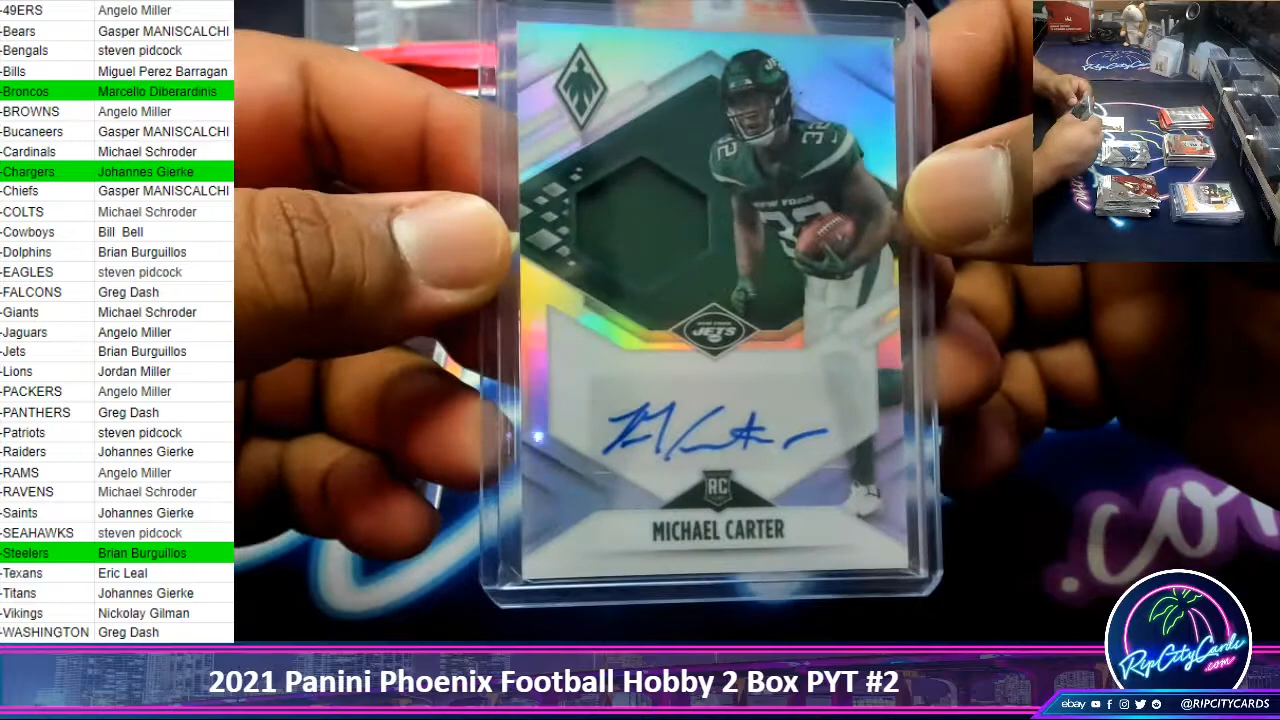 -49ERS Angelo Miller
-Bears Gasper MANISCALCHI
-Bengals steven pidcock
-Bills Miguel Perez Barragan
-Broncos Marcello Diberardinis
-BROWNS Angelo Miller
-Bucaneers Gasper MANISCALCHI
-Cardinals Michael Schroder
-Chargers Johannes Gierke
-Chiefs Gasper MANISCALCHI
-COLTS Michael Schroder
-Cowboys Bill Bell
-Dolphins Brian Burguillos
-EAGLES steven pidcock
-FALCONS Greg Dash
-Giants Michael Schroder
-Jaguars Angelo Miller
-Jets Brian Burguillos
-Lions Jordan Miller
-PACKERS Angelo Miller
-PANTHERS Greg Dash
-Patriots steven pidcock
-Raiders Johannes Gierke
-RAMS Angelo Miller
-RAVENS Michael Schroder
-Saints Johannes Gierke
-SEAHAWKS steven pidcock
-Steelers Brian Burguillos
-Texans Eric Leal
-Titans Johannes Gierke
-Vikings Nickolay Gilman
-WASHINGTON Greg Dash
JETS
32
NEW YORK
32
JETS
RC
MICHAEL CARTER
.co
RipCityCards
.com
2021 Panini Phoenix Football Hobby 2 Box PYT #2
ebay @RIPCITYCARDS